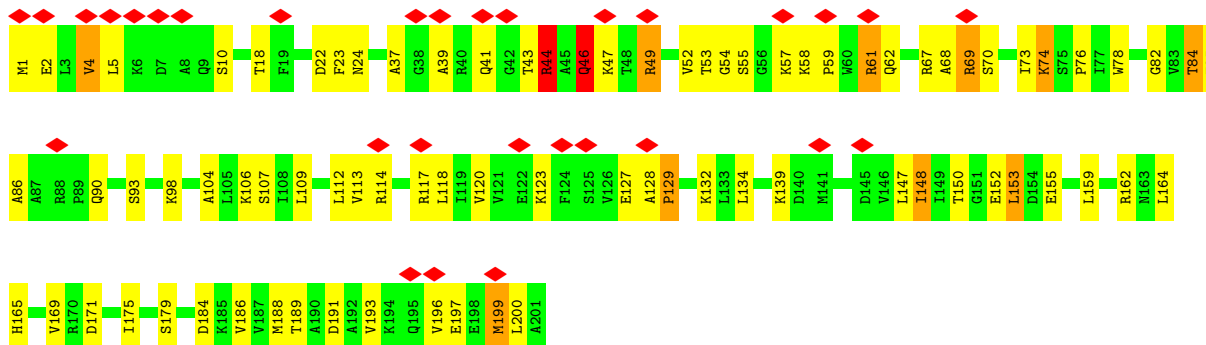 M1 E2 L3 V4 L5 K6 D7 A8 Q9 S10 T18 F19 D22 F23 N24 A37 G38 A39 R40 Q41 G42 T43 R44 A45 Q46 K47 T48 R49 V52 T53 G54 S55 G56 K57 K58 P59 W60 R61 Q62 R67 A68 R69 S70 I73 K74 S75 P76 I77 W78 G82 V83 T84
A86 A87 R88 P89 Q90 S93 K98 A104 L105 K106 S107 I108 L109 L112 V113 R114 R117 L118 I119 V120 V121 E122 K123 F124 S125 V126 E127 A128 P129 K132 L133 L134 K139 D140 M141 D145 V146 L147 I148 I149 T150 G151 E152 L153 D154 E155 L159 R162 N163 L164
H165 V169 R170 D171 I175 S179 D184 K185 V186 V187 M188 T189 A190 D191 A192 V193 K194 Q195 V196 E197 E198 M199 L200 A201